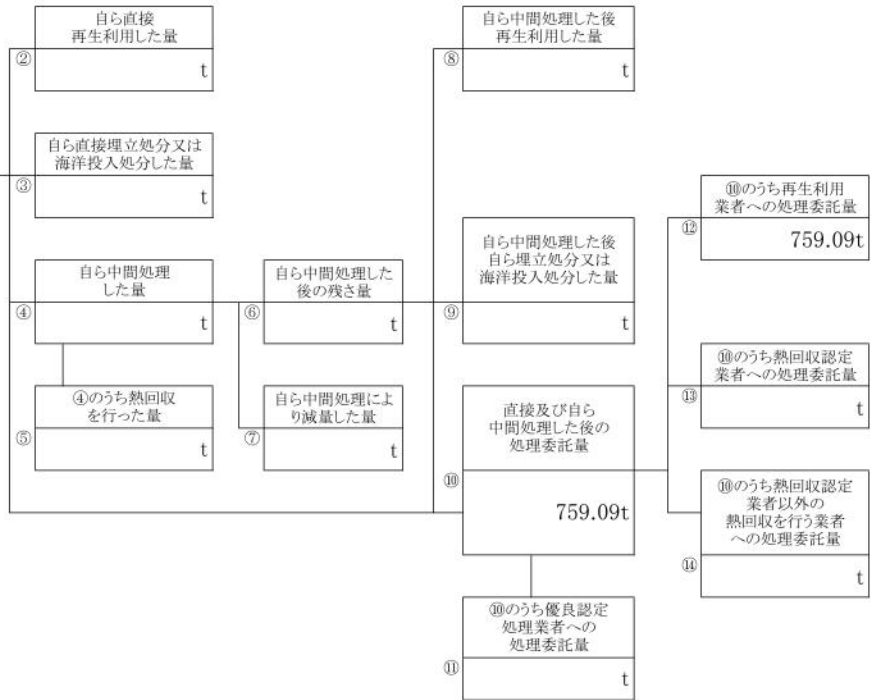 自ら直接
再生利用した量
②
t
自ら直接埋立処分又は
海洋投入処分した量
③
t
自ら中間処理
した量
④
t
④のうち熱回収
を行った量
⑤
t
自ら中間処理した
後の残さ量
⑥
t
自ら中間処理によ
り減量した量
⑦
t
自ら中間処理した後
再生利用した量
⑧
t
自ら中間処理した後
自ら埋立処分又は
海洋投入処分した量
⑨
t
直接及び自ら
中間処理した後の
処理委託量
⑩
759.09t
⑩のうち優良認定
処理業者への
処理委託量
⑪
t
⑩のうち再生利用
業者への処理委託量
⑫
759.09t
⑩のうち熱回収認定
業者への処理委託量
⑬
t
⑩のうち熱回収認定
業者以外の
熱回収を行う業者
への処理委託量
⑭
t